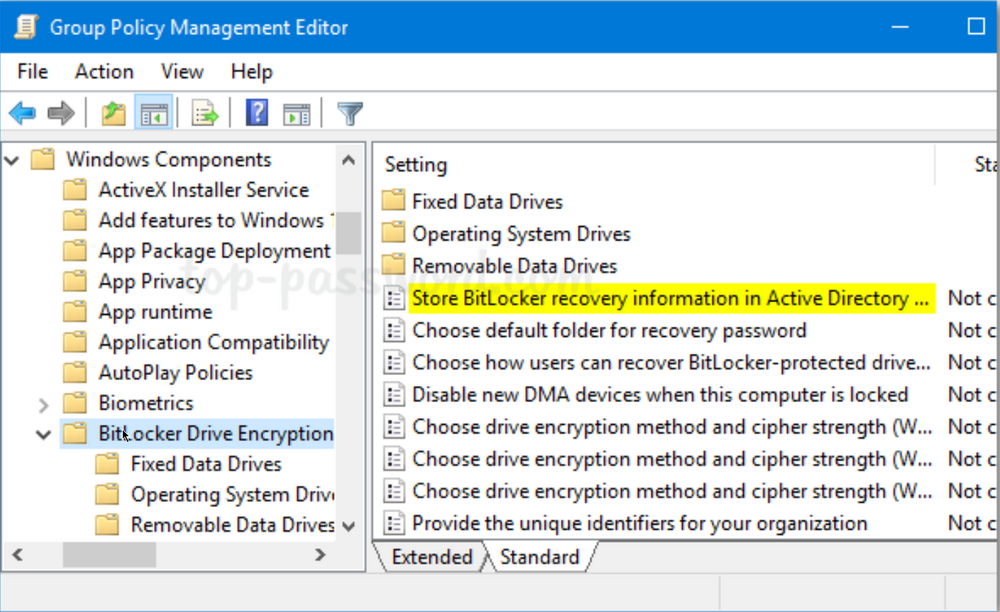 Group Policy Management Editor
File Action View Help
Windows Components
ActiveX Installer Service
Add features to Windows
App Package Deployment
App Privacy
App runtime
Application Compatibility
AutoPlay Policies
Biometrics
BitLocker Drive Encryption
Fixed Data Drives
Operating System Driv
Removable Data Drives
Setting Sta
Fixed Data Drives
Operating System Drives
Removable Data Drives
Store BitLocker recovery information in Active Directory ... Not c
Choose default folder for recovery password Not c
Choose how users can recover BitLocker-protected drive... Not c
Disable new DMA devices when this computer is locked Not c
Choose drive encryption method and cipher strength (W... Not c
Choose drive encryption method and cipher strength (W... Not c
Choose drive encryption method and cipher strength (W... Not c
Provide the unique identifiers for your organization Not c
Extended Standard
top-password.com